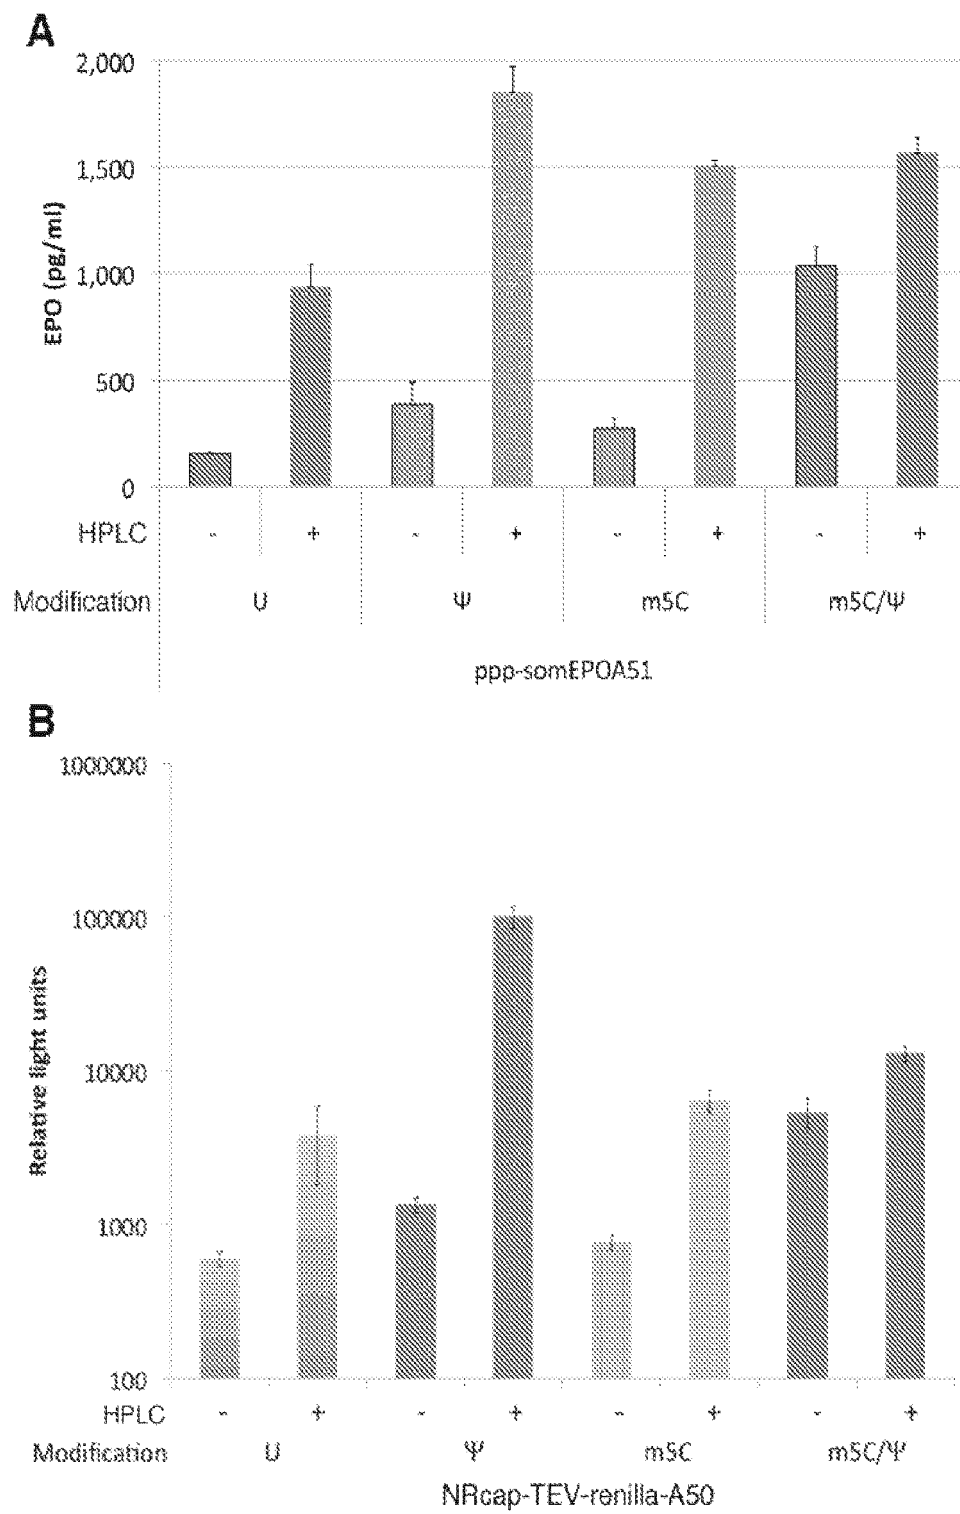 A
2,000
1,500
1,000
500
0
EPO (pg/ml)
HPLC - + - + - + - +
Modification U Ψ m5C m5C/Ψ
ppp-somEPOA51
B
1000000
100000
10000
1000
100
Relative light units
HPLC - + - + - + - +
Modification U Ψ m5C m5C/Ψ
NRcap-TEV-renilla-A50